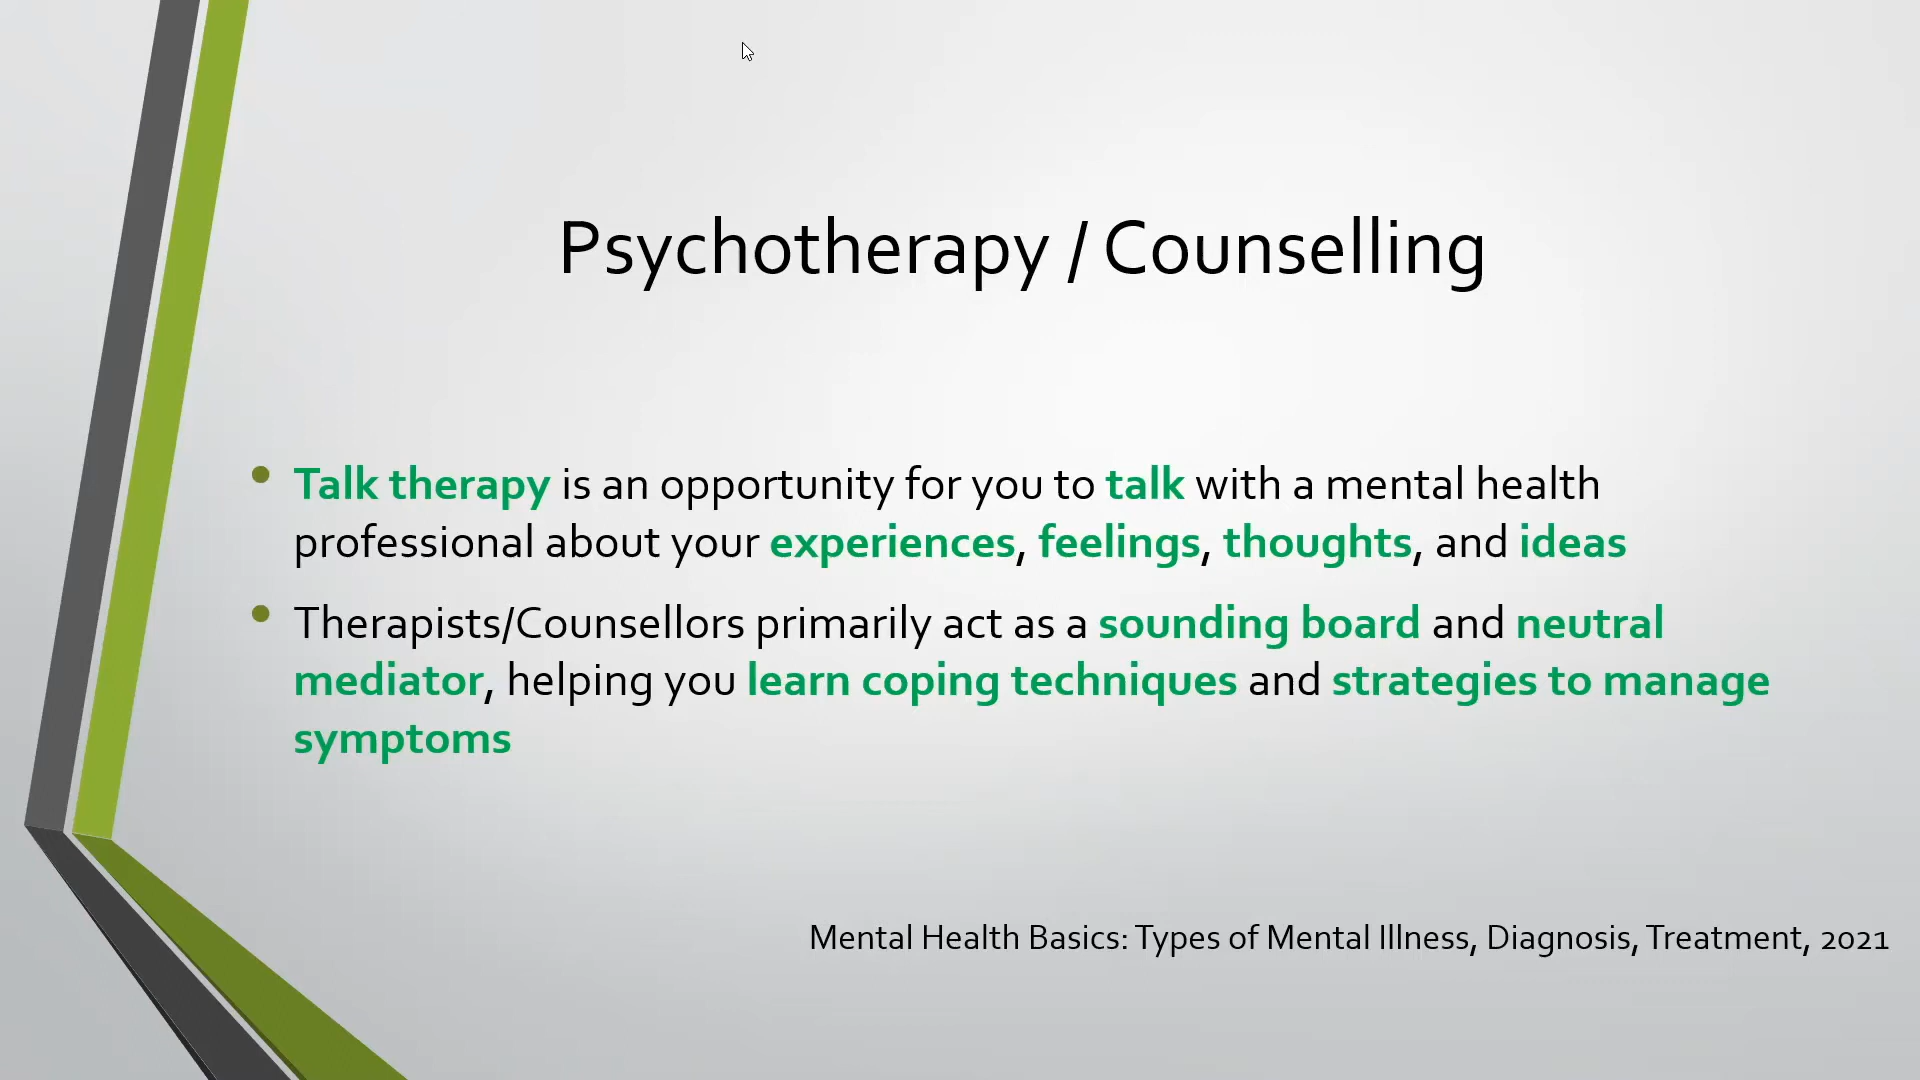 Psychotherapy / Counselling
• Talk therapy is an opportunity for you to talk with a mental health
professional about your experiences, feelings, thoughts, and ideas
• Therapists/Counsellors primarily act as a sounding board and neutral
mediator, helping you learn coping techniques and strategies to manage
symptoms
Mental Health Basics: Types of Mental Illness, Diagnosis, Treatment, 2021